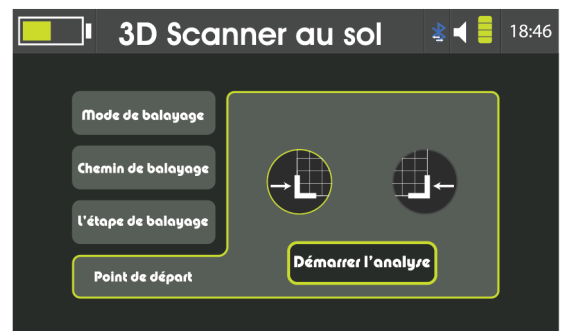 3D Scanner au sol
18:46
Mode de balayage
Chemin de balayage
L'étape de balayage
Point de départ
Démarrer l'analyse